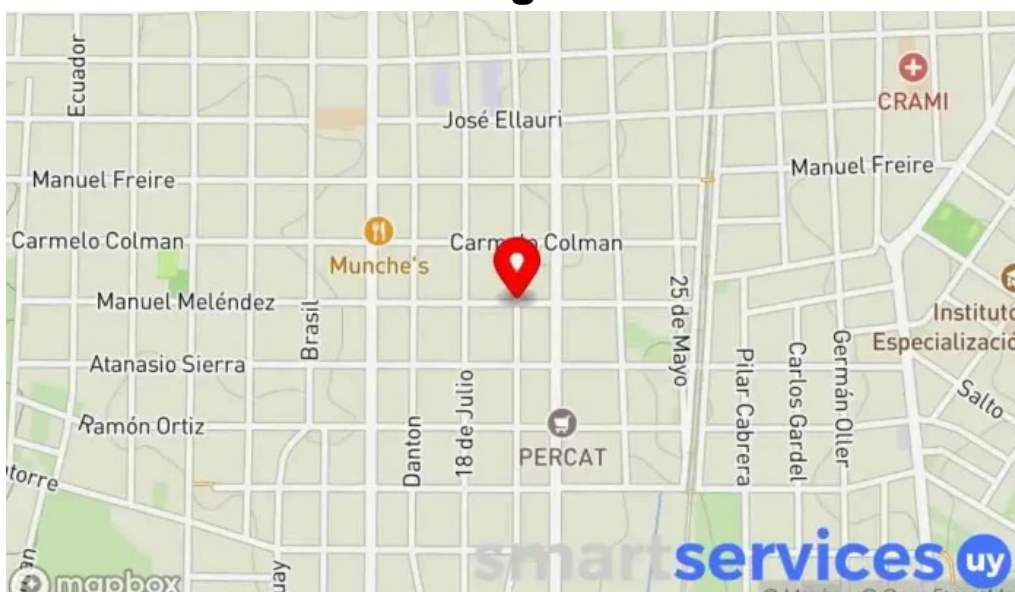 Ecuador
CRAMI
José Ellauri
Manuel Freire
Manuel Freire
Carmelo Colman
Carmelo Colman
Munche's
Manuel Meléndez
Brasil
25 de Mayo
Instituto
Especializació
Atanasio Sierra
Pilar Cabrera
Carlos Gardel
Germán Oller
Salto
Ramón Ortiz
Danton
18 de Julio
PERCAT
smartservices uy
mapbox